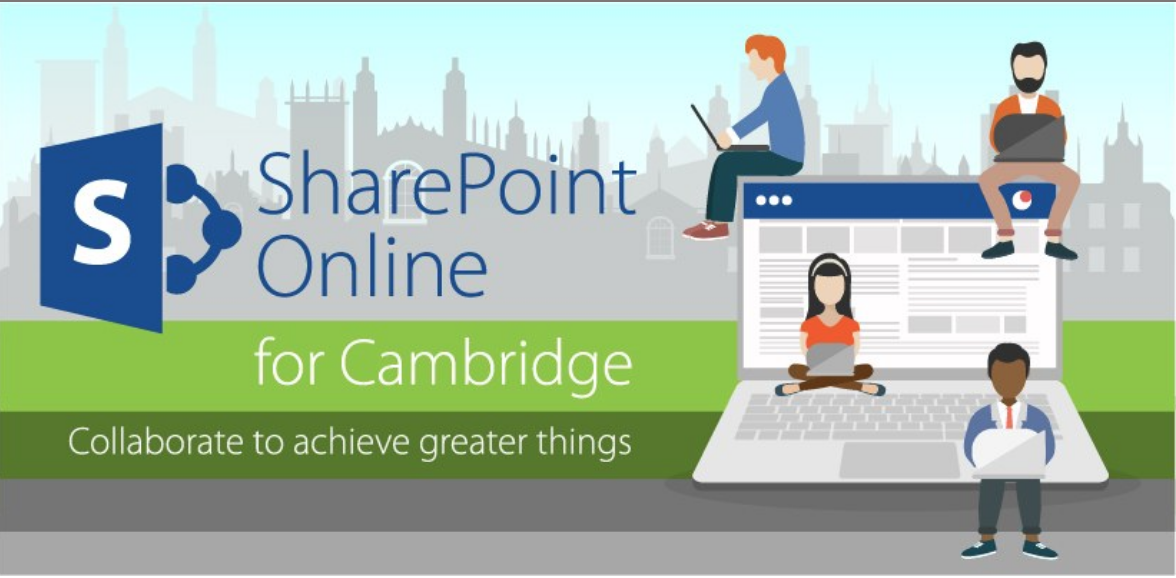 S
SharePoint
Online
for Cambridge
Collaborate to achieve greater things